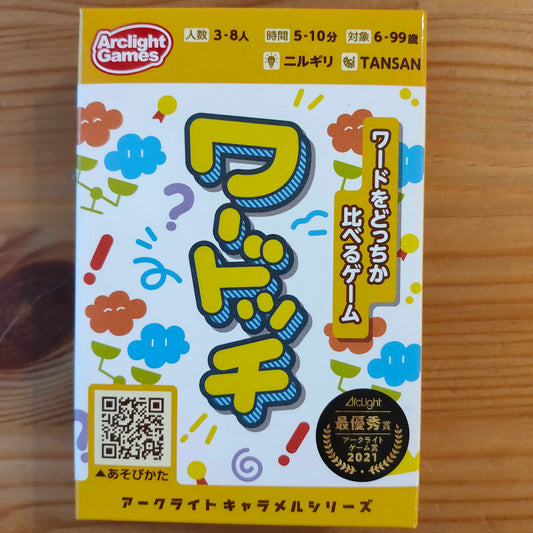 Arclight
Games
人数 3-8人 時間 5-10分 対象 6-99歳
ニルギリ TANSAN
ワードッチ
ワードをどっちか
比べるゲーム
ArcLight
最優秀賞
アークライト
ゲーム賞
2021
▲あそびかた
アークライトキャラメルシリーズ